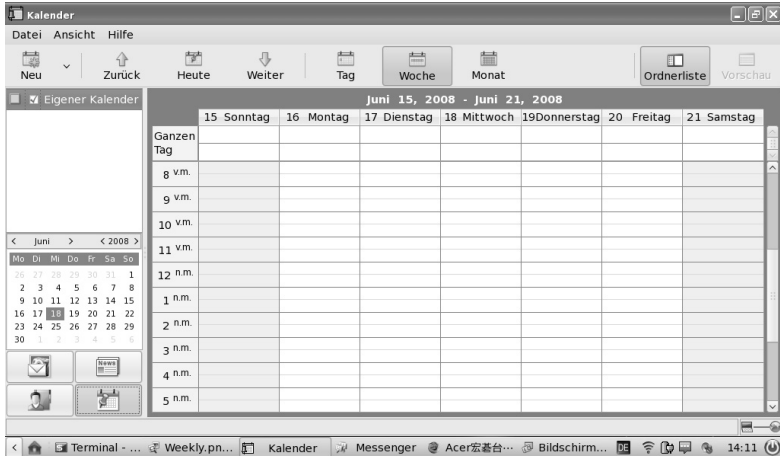 Kalender
Datei Ansicht Hilfe
Neu Zurück Heute Weiter Tag Woche Monat Ordnerliste Vorschau
Eigener Kalender
Juni 15, 2008 - Juni 21, 2008
15 Sonntag 16 Montag 17 Dienstag 18 Mittwoch 19Donnerstag 20 Freitag 21 Samstag
Ganzen
Tag
8 v.m.
9 v.m.
10 v.m.
11 v.m.
12 n.m.
1 n.m.
2 n.m.
3 n.m.
4 n.m.
5 n.m.
< Juni > < 2008 >
Mo Di Mi Do Fr Sa So
26 27 28 29 30 31 1
2 3 4 5 6 7 8
9 10 11 12 13 14 15
16 17 18 19 20 21 22
23 24 25 26 27 28 29
30 1 2 3 4 5 6
News
Terminal - ... Weekly.pn... Kalender Messenger Acer宏碁台… Bildschirm... DE 14:11